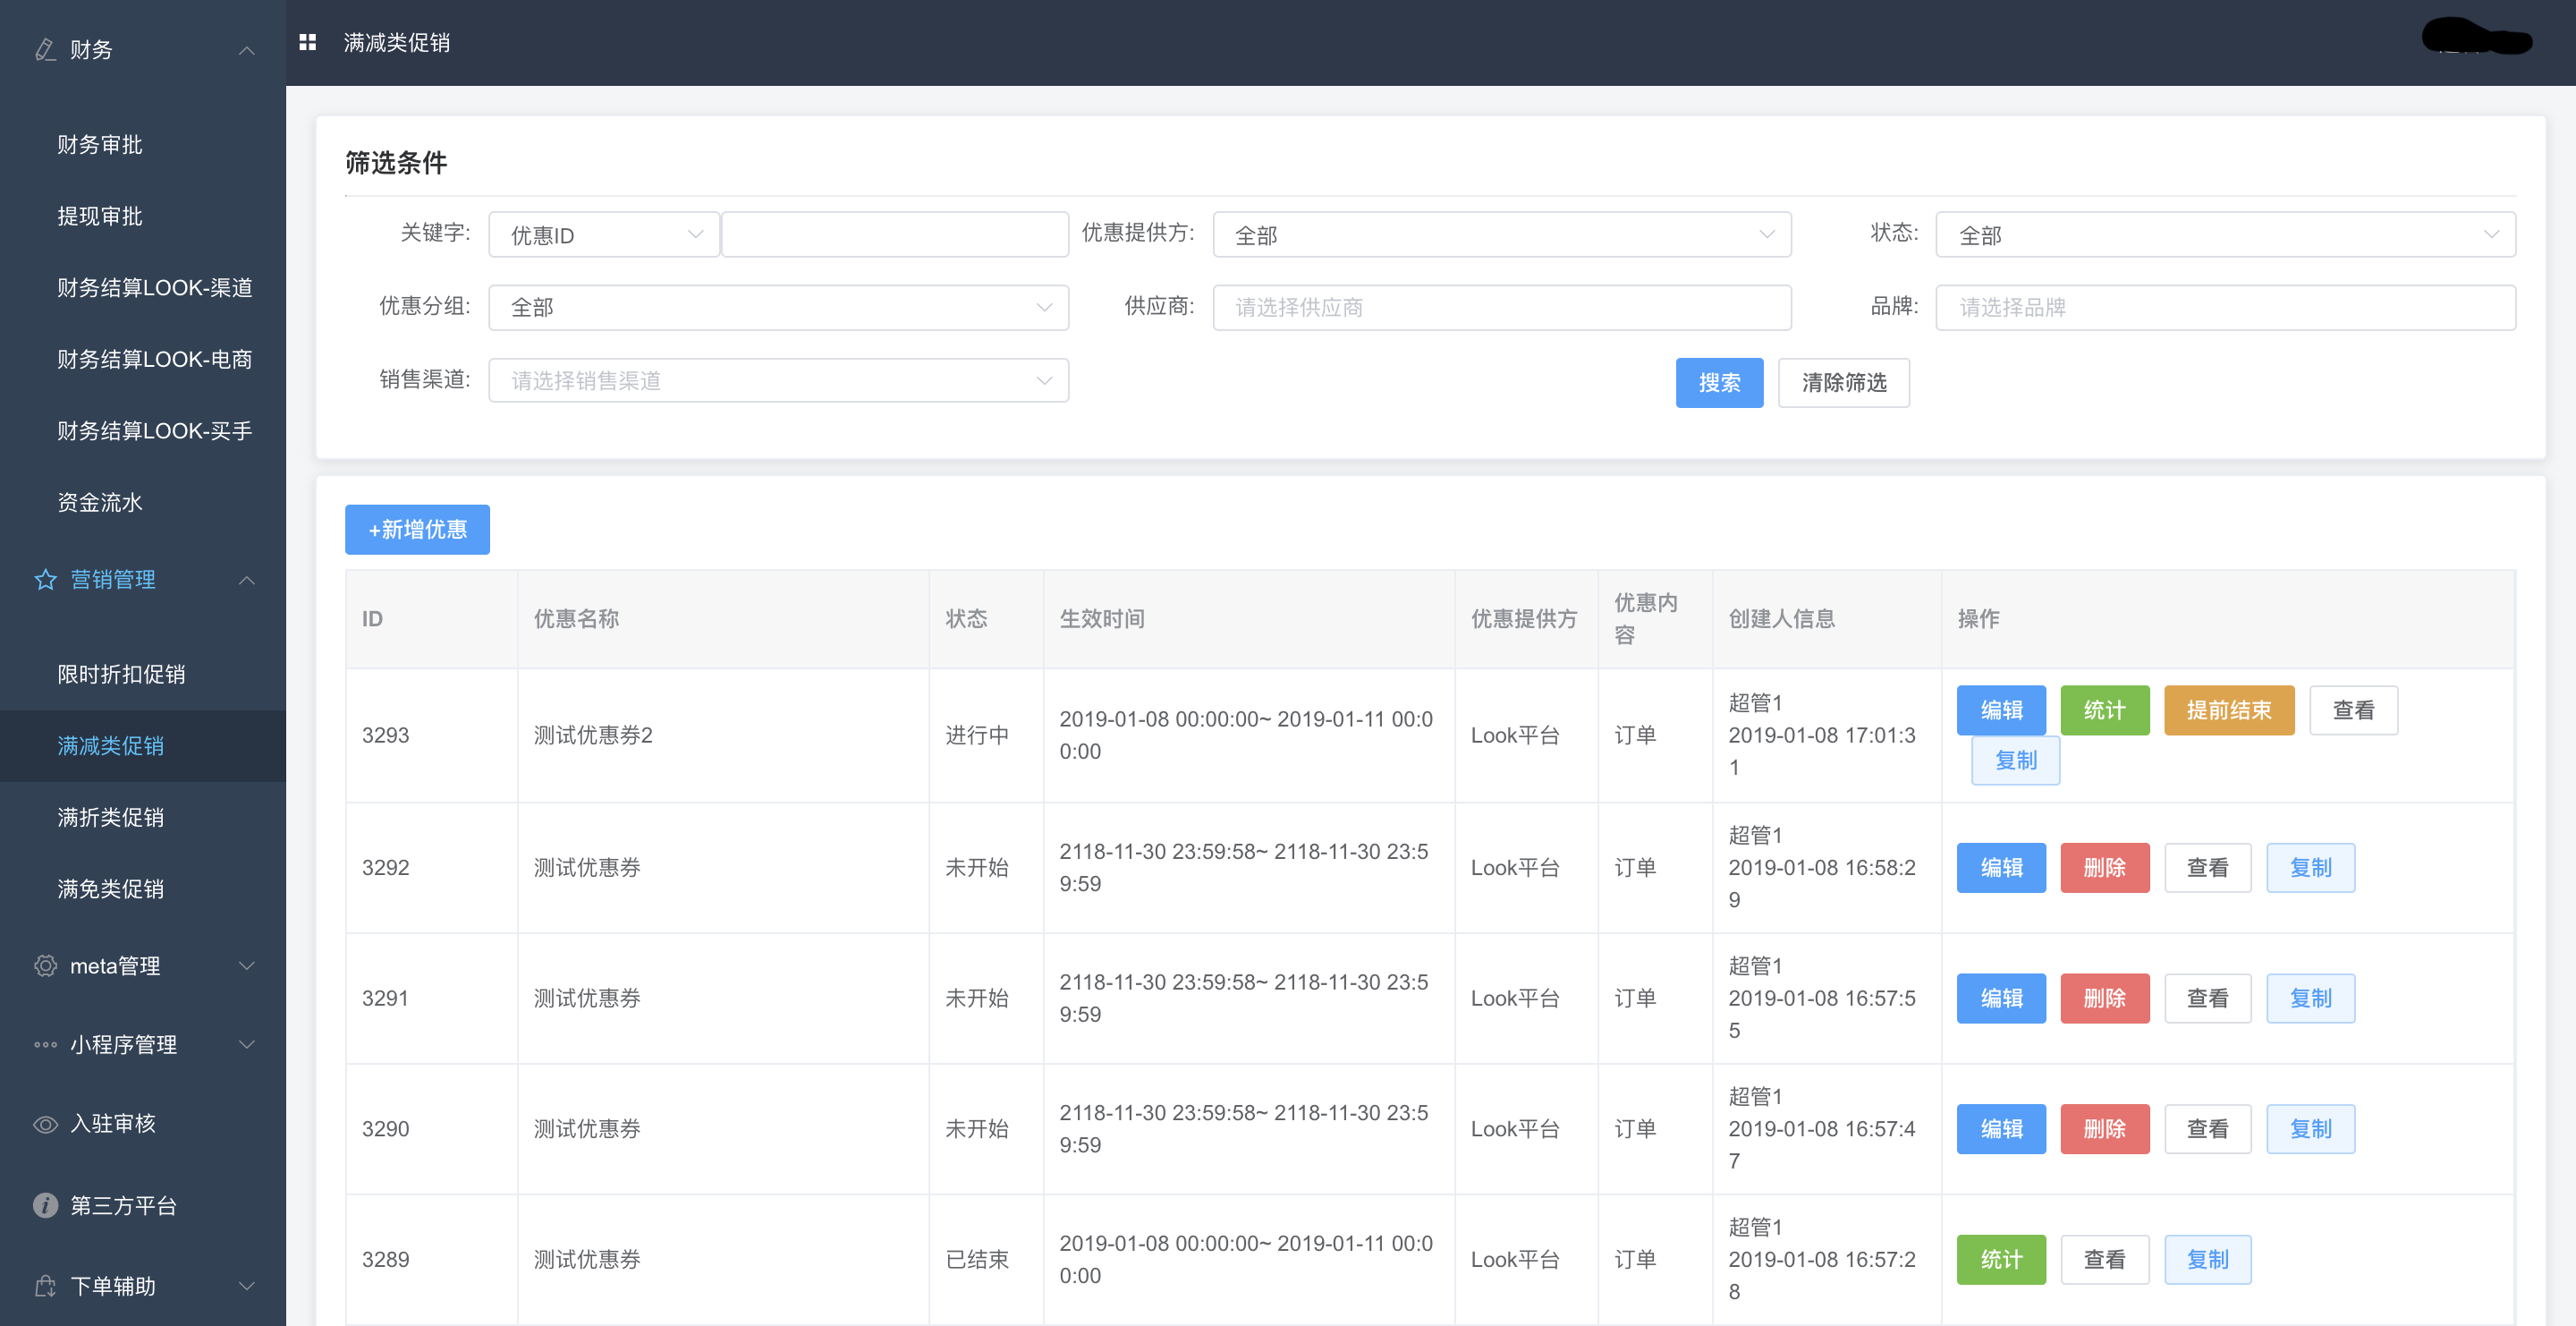 财务
财务审批
提现审批
财务结算LOOK-渠道
财务结算LOOK-电商
财务结算LOOK-买手
资金流水
营销管理
限时折扣促销
满减类促销
满折类促销
满免类促销
meta管理
小程序管理
入驻审核
第三方平台
下单辅助
满减类促销
筛选条件
关键字: 优惠ID 优惠提供方: 全部 状态: 全部
优惠分组: 全部 供应商: 请选择供应商 品牌: 请选择品牌
销售渠道: 请选择销售渠道 搜索 清除筛选
+新增优惠
ID 优惠名称 状态 生效时间 优惠提供方 优惠内
容 创建人信息 操作
3293 测试优惠券2 进行中 2019-01-08 00:00:00~ 2019-01-11 00:0
0:00 Look平台 订单 超管1
2019-01-08 17:01:3
1 编辑 统计 提前结束 查看
复制
3292 测试优惠券 未开始 2118-11-30 23:59:58~ 2118-11-30 23:5
9:59 Look平台 订单 超管1
2019-01-08 16:58:2
9 编辑 删除 查看 复制
3291 测试优惠券 未开始 2118-11-30 23:59:58~ 2118-11-30 23:5
9:59 Look平台 订单 超管1
2019-01-08 16:57:5
5 编辑 删除 查看 复制
3290 测试优惠券 未开始 2118-11-30 23:59:58~ 2118-11-30 23:5
9:59 Look平台 订单 超管1
2019-01-08 16:57:4
7 编辑 删除 查看 复制
3289 测试优惠券 已结束 2019-01-08 00:00:00~ 2019-01-11 00:0
0:00 Look平台 订单 超管1
2019-01-08 16:57:2
8 统计 查看 复制